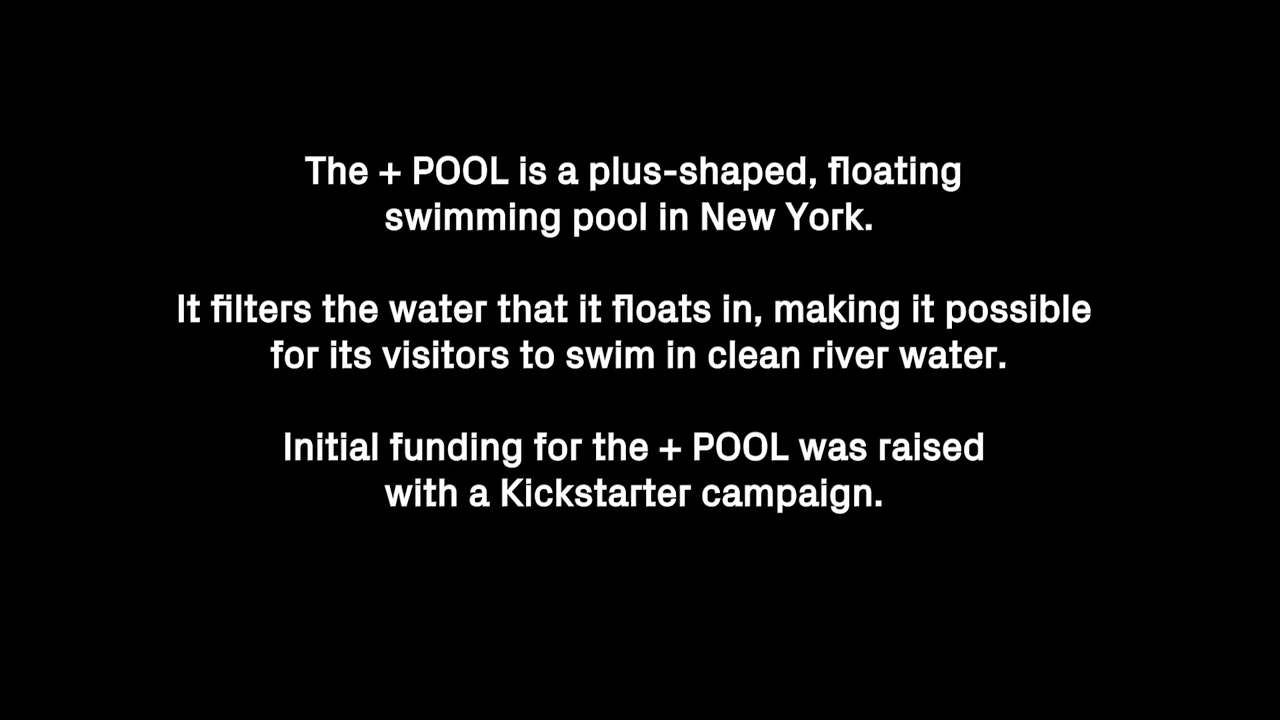 The + POOL is a plus-shaped, floating
swimming pool in New York.
It filters the water that it floats in, making it possible
for its visitors to swim in clean river water.
Initial funding for the + POOL was raised
with a Kickstarter campaign.